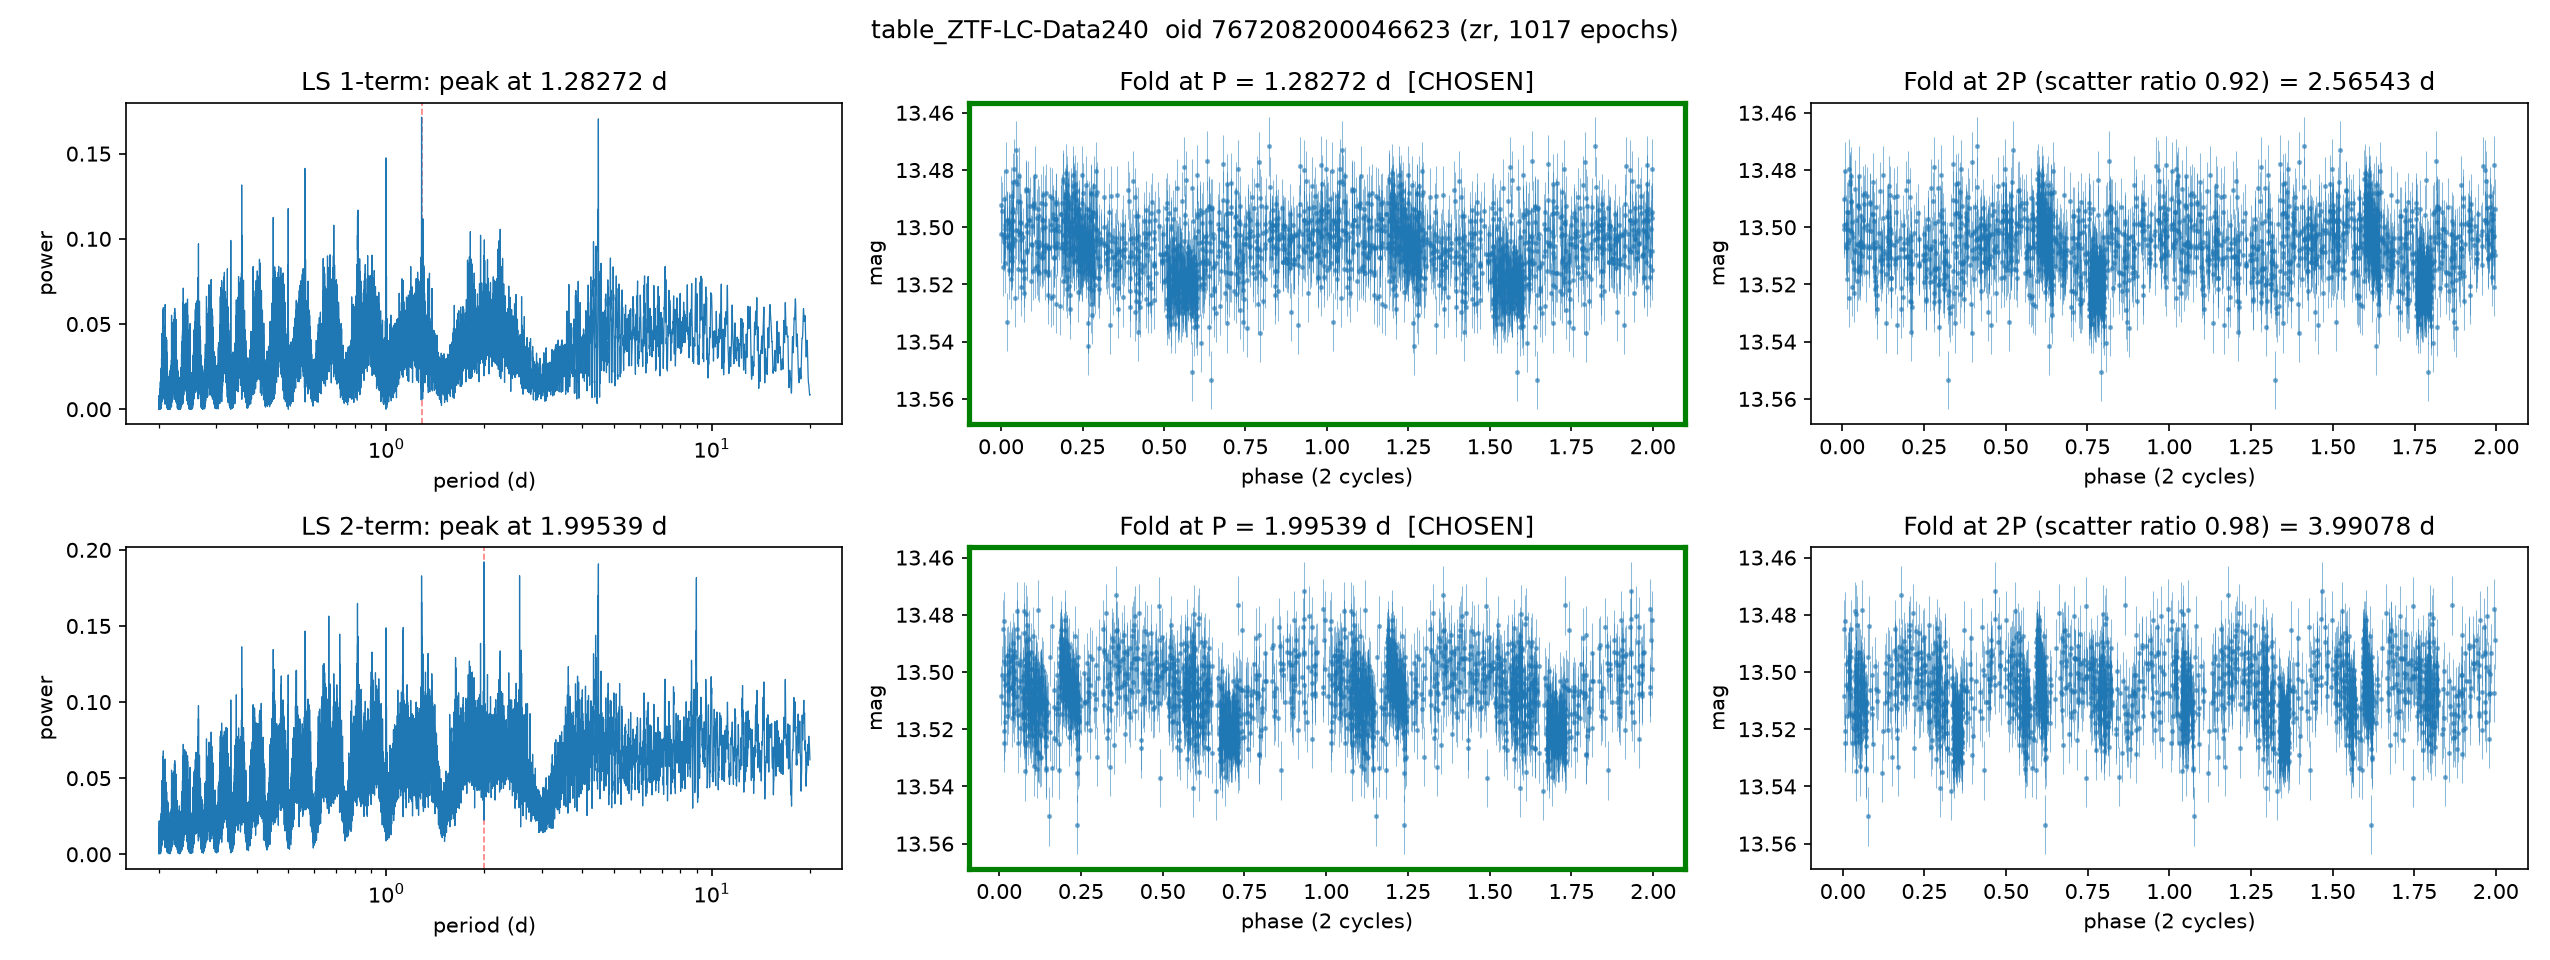 table_ZTF-LC-Data240  oid 767208200046623 (zr, 1017 epochs)
LS 1-term: peak at 1.28272 d
power
0.15
0.10
0.05
0.00
10⁰
10¹
period (d)
Fold at P = 1.28272 d  [CHOSEN]
mag
13.46
13.48
13.50
13.52
13.54
13.56
0.00 0.25 0.50 0.75 1.00 1.25 1.50 1.75 2.00
phase (2 cycles)
Fold at 2P (scatter ratio 0.92) = 2.56543 d
mag
13.46
13.48
13.50
13.52
13.54
13.56
0.00 0.25 0.50 0.75 1.00 1.25 1.50 1.75 2.00
phase (2 cycles)
LS 2-term: peak at 1.99539 d
power
0.20
0.15
0.10
0.05
0.00
10⁰
10¹
period (d)
Fold at P = 1.99539 d  [CHOSEN]
mag
13.46
13.48
13.50
13.52
13.54
13.56
0.00 0.25 0.50 0.75 1.00 1.25 1.50 1.75 2.00
phase (2 cycles)
Fold at 2P (scatter ratio 0.98) = 3.99078 d
mag
13.46
13.48
13.50
13.52
13.54
13.56
0.00 0.25 0.50 0.75 1.00 1.25 1.50 1.75 2.00
phase (2 cycles)